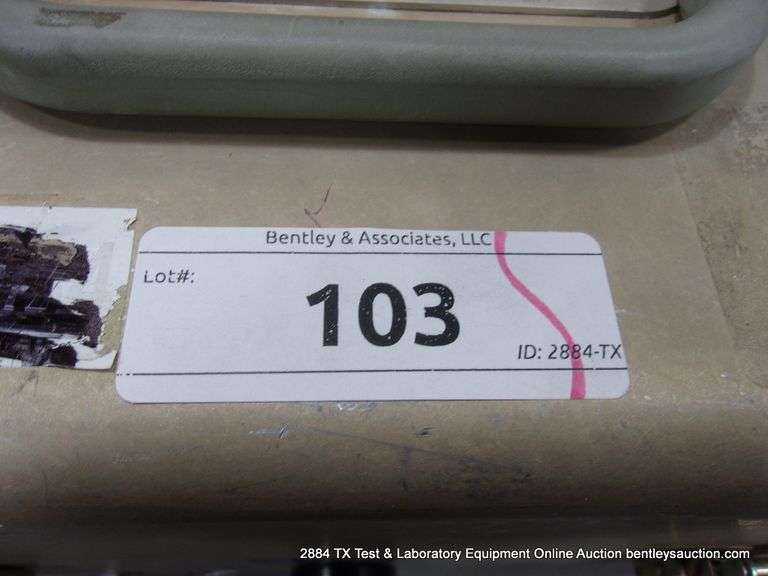 Bentley & Associates, LLC
Lot#:
103
ID: 2884-TX
2884 TX Test & Laboratory Equipment Online Auction bentleysauction.com